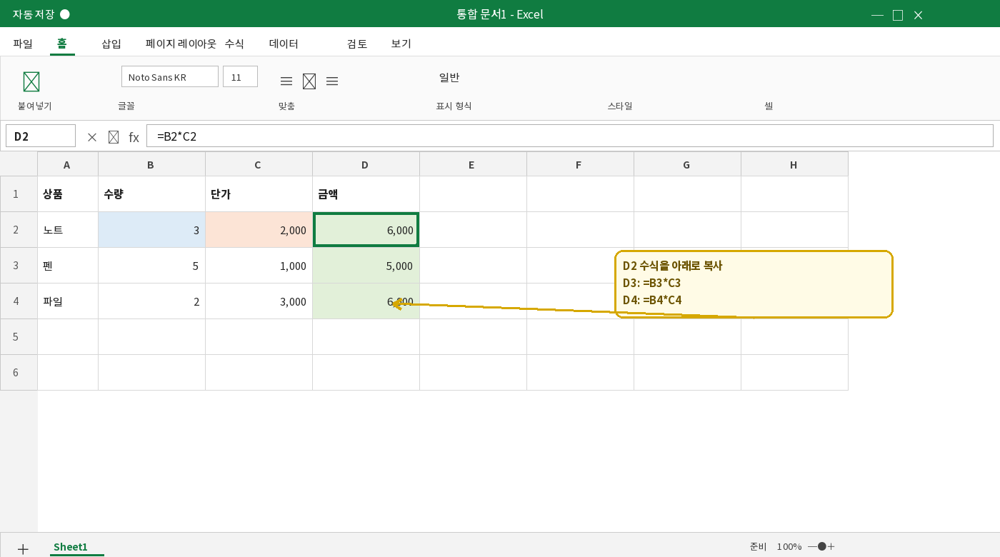 자동 저장
통합 문서1 - Excel
파일 홈 삽입 페이지 레이아웃 수식 데이터 검토 보기
Noto Sans KR 11 일반
붙여넣기 글꼴 맞춤 표시 형식 스타일 셀
D2 fx =B2*C2
A B C D E F G H
1 상품 수량 단가 금액
2 노트 3 2,000 6,000
3 펜 5 1,000 5,000
4 파일 2 3,000 6,000
5
6
D2 수식을 아래로 복사
D3: =B3*C3
D4: =B4*C4
Sheet1 준비 100%